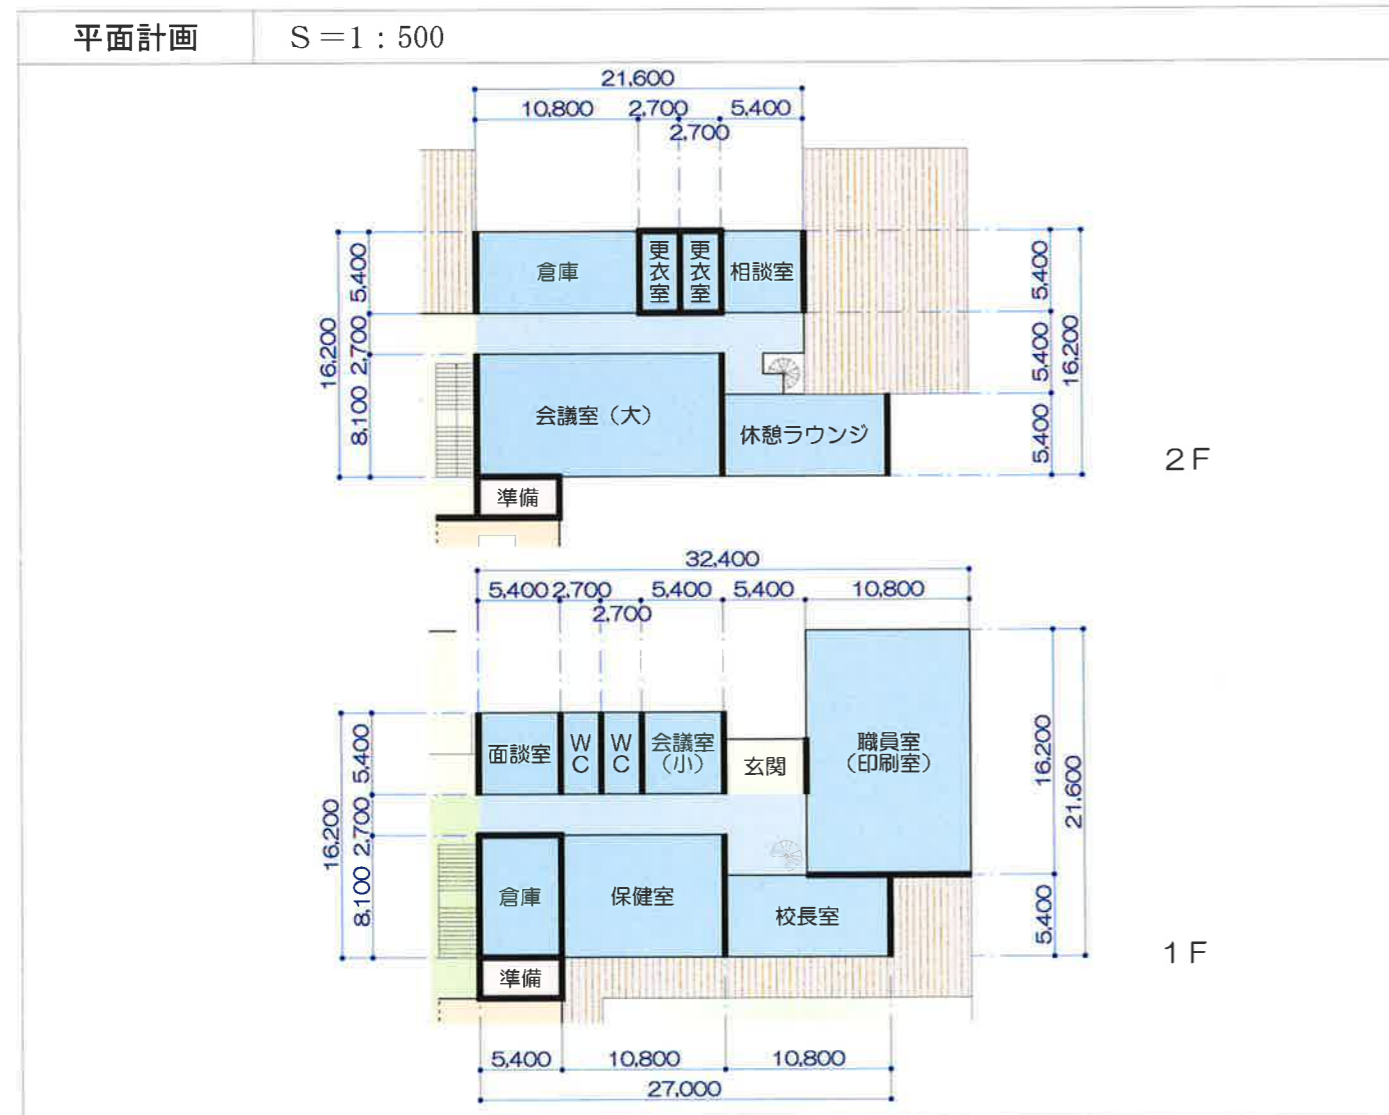 平面計画
S=1:500
21,600
10,800 2,700 5,400
2,700
5,400
2,700
8,100
16,200
倉庫
更衣室
更衣室
相談室
会議室(大)
休憩ラウンジ
準備
5,400
5,400
5,400
16,200
2F
32,400
5,400 2,700 5,400 5,400 10,800
2,700
5,400
2,700
8,100
16,200
面談室
WC
WC
会議室
(小)
玄関
職員室
(印刷室)
倉庫
保健室
校長室
準備
16,200
5,400
21,600
1F
5,400 10,800 10,800
27,000